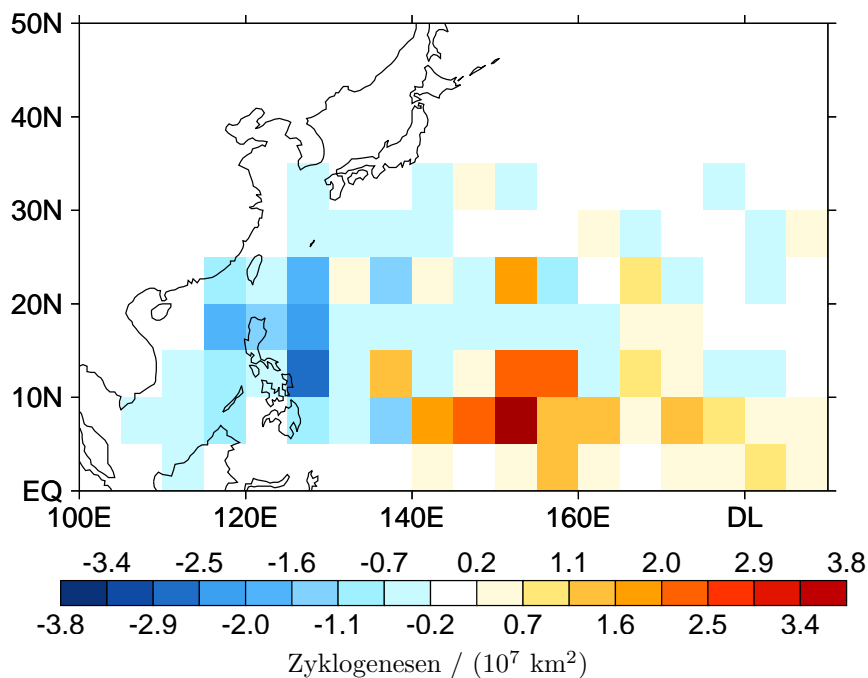 50N
40N
30N
20N
10N
EQ
100E 120E 140E 160E DL
-3.4 -2.5 -1.6 -0.7 0.2 1.1 2.0 2.9 3.8
-3.8 -2.9 -2.0 -1.1 -0.2 0.7 1.6 2.5 3.4
Zyklogenesen / (10⁷ km²)